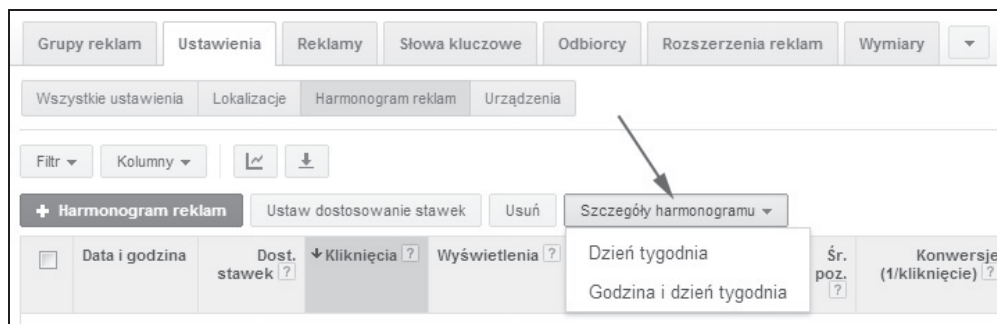 Grupy reklam Ustawienia Reklamy Słowa kluczowe Odbiorcy Rozszerzenia reklam Wymiary
Wszystkie ustawienia Lokalizacje Harmonogram reklam Urządzenia
Filtr Kolumny
+ Harmonogram reklam Ustaw dostosowanie stawek Usuń Szczegóły harmonogramu
Dzień tygodnia
Godzina i dzień tygodnia
Data i godzina
Dost.
stawek ?
Kliknięcia ?
Wyświetlenia ?
Śr.
poz.
?
Konwersje
(1/kliknięcie) ?